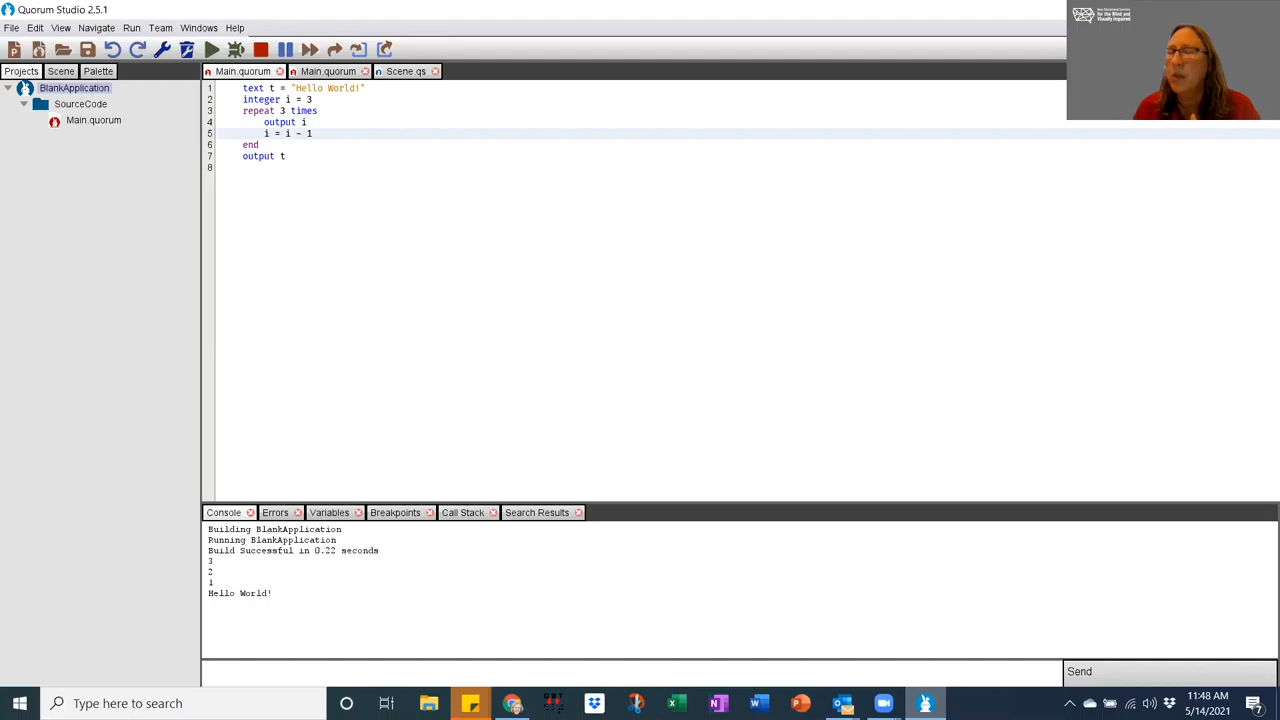 Quorum Studio 2.5.1
File Edit View Navigate Run Team Windows Help
Projects Scene Palette
Main.quorum Main.quorum Scene.qs
BlankApplication
SourceCode
Main.quorum
1 text t = "Hello World!"
2 integer i = 3
3 repeat 3 times
4 output i
5 i = i - 1
6 end
7 output t
8
Console Errors Variables Breakpoints Call Stack Search Results
Building BlankApplication
Running BlankApplication
Build Successful in 0.22 seconds
3
2
1
Hello World!
Send
Type here to search
11:48 AM
5/14/2021
7